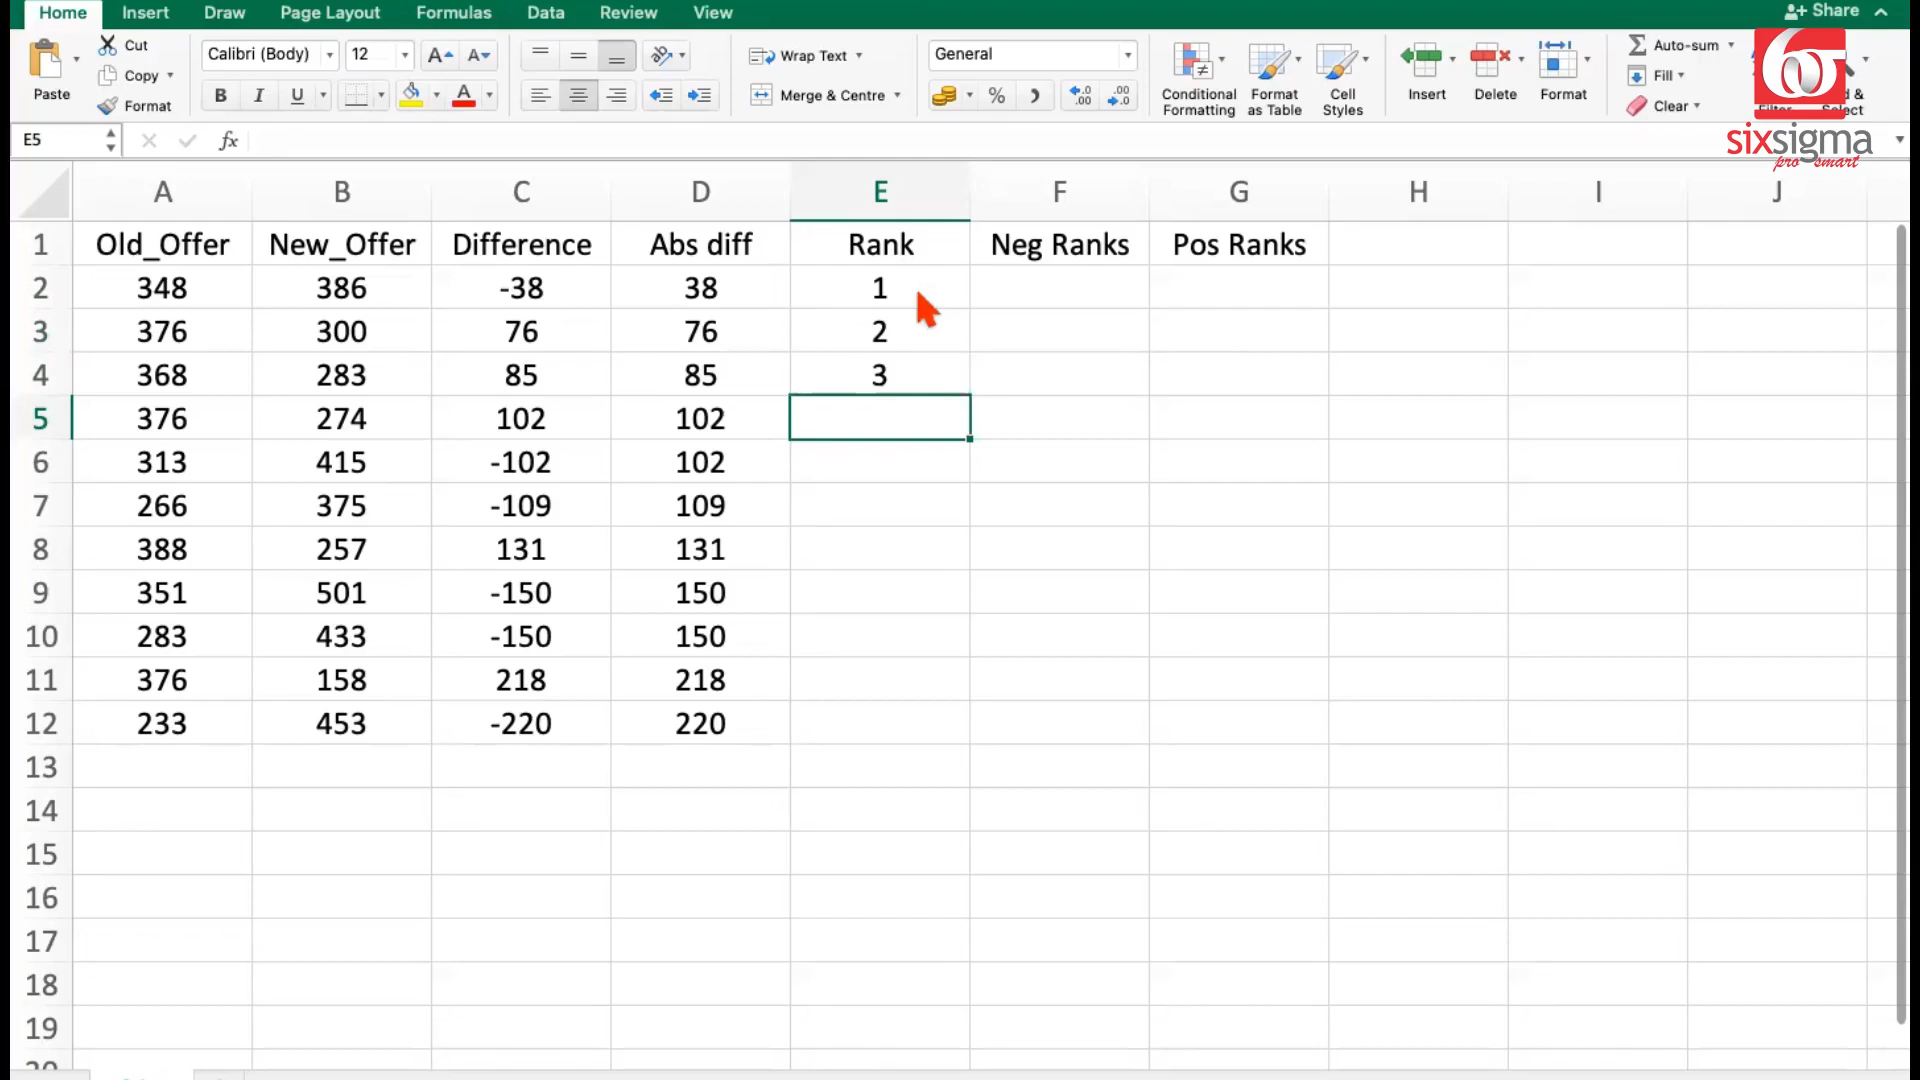 Home Insert Draw Page Layout Formulas Data Review View Share
Paste Cut Copy Format Calibri (Body) 12 Wrap Text Merge & Centre General Conditional Formatting Format as Table Cell Styles Insert Delete Format Auto-sum Fill Clear
sixsigma
pro smart
E5 fx
A B C D E F G H I J
1 Old_Offer New_Offer Difference Abs diff Rank Neg Ranks Pos Ranks
2 348 386 -38 38 1
3 376 300 76 76 2
4 368 283 85 85 3
5 376 274 102 102
6 313 415 -102 102
7 266 375 -109 109
8 388 257 131 131
9 351 501 -150 150
10 283 433 -150 150
11 376 158 218 218
12 233 453 -220 220
13
14
15
16
17
18
19